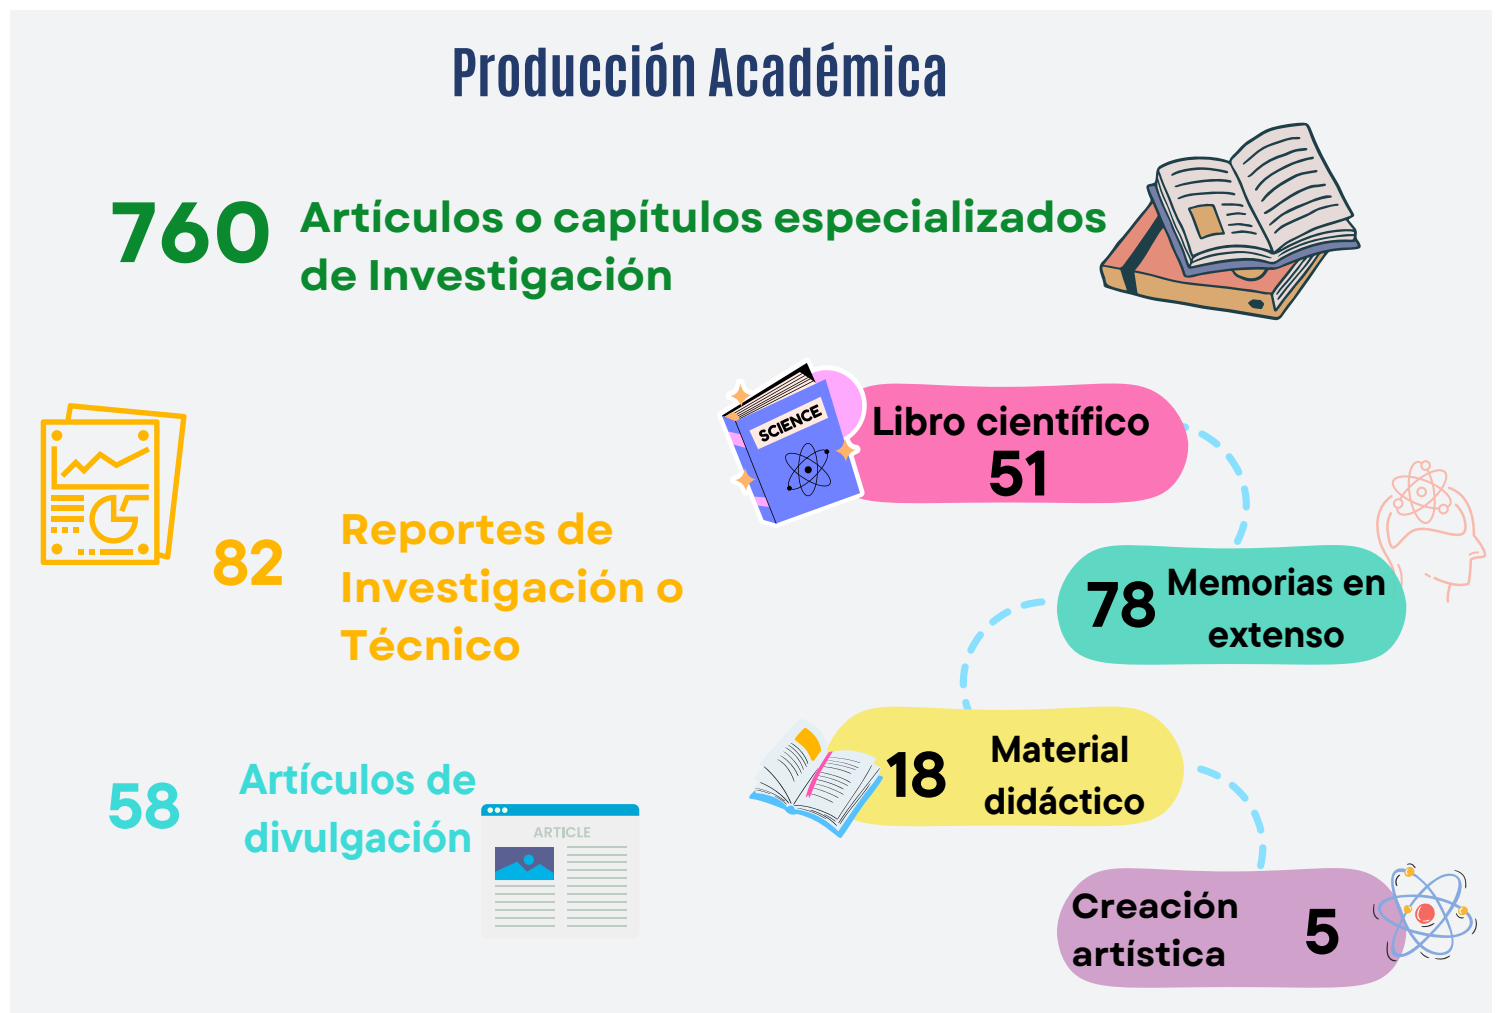 Producción Académica
760
Artículos o capítulos especializados
de Investigación
SCIENCE
Libro científico
51
82
Reportes de
Investigación o
Técnico
78
Memorias en
extenso
58
Artículos de
divulgación
ARTICLE
18
Material
didáctico
Creación
artística
5